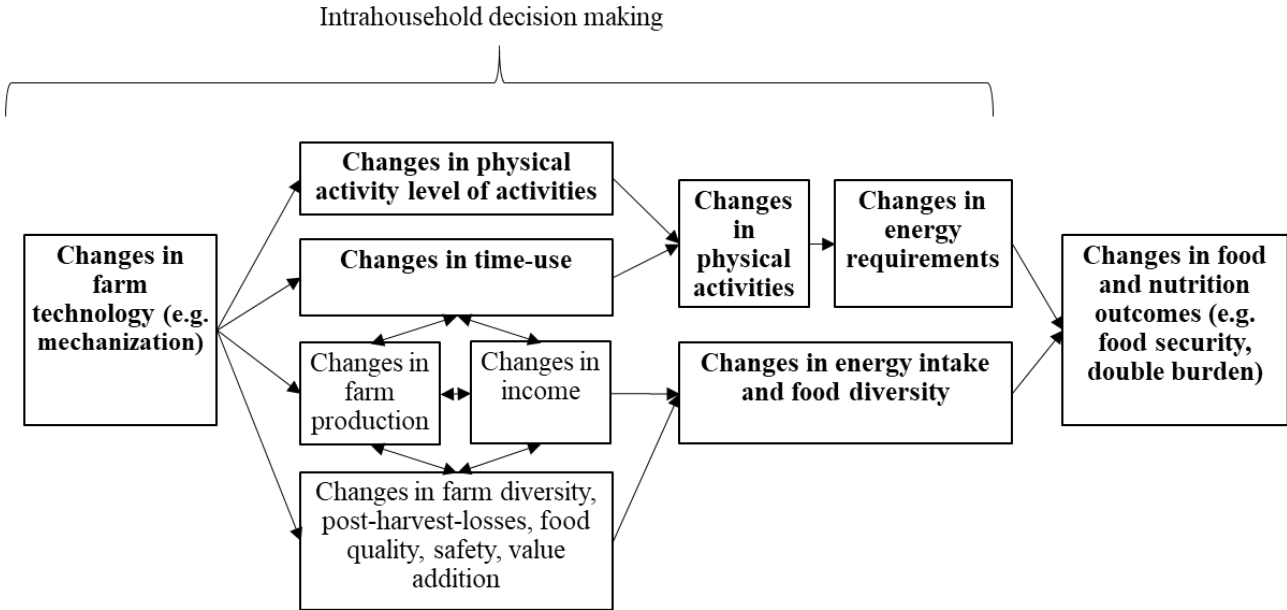 Intrahousehold decision making
Changes in physical
activity level of activities
Changes in
farm
technology (e.g.
mechanization)
Changes in time-use
Changes in
farm
production
Changes in
income
Changes in farm diversity,
post-harvest-losses, food
quality, safety, value
addition
Changes
in
physical
activities
Changes in
energy
requirements
Changes in energy intake
and food diversity
Changes in food
and nutrition
outcomes (e.g.
food security,
double burden)